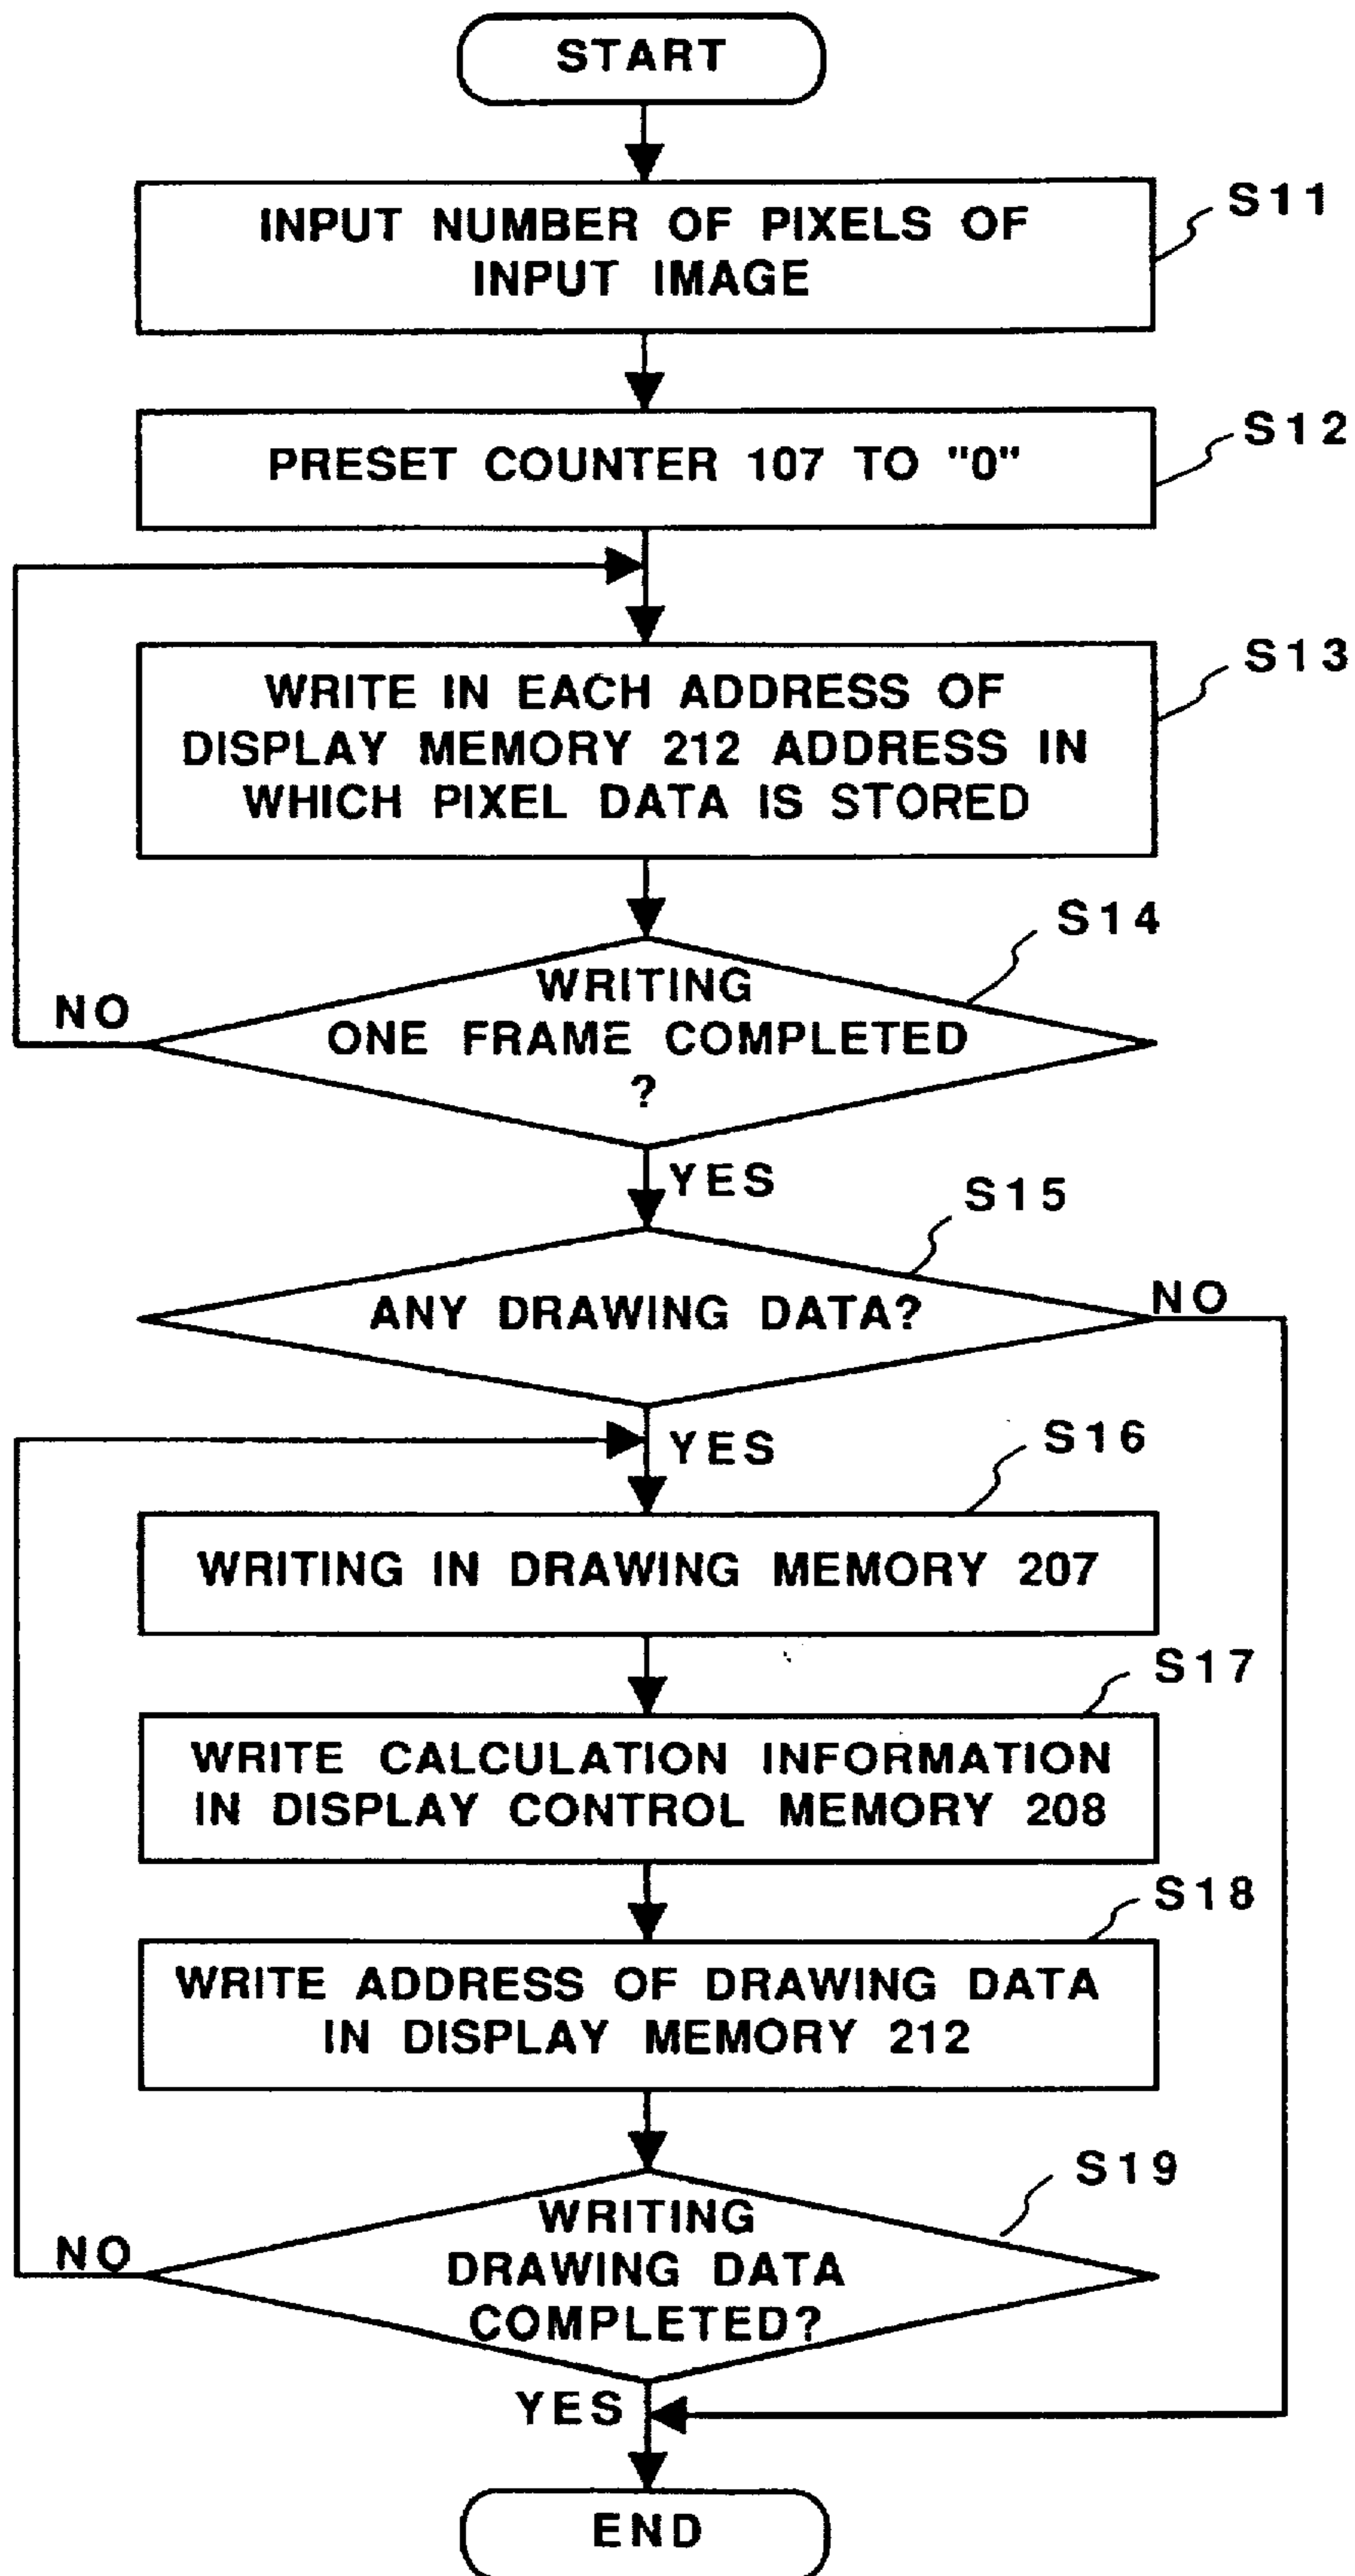 START
INPUT NUMBER OF PIXELS OF
INPUT IMAGE
S11
PRESET COUNTER 107 TO "0"
S12
WRITE IN EACH ADDRESS OF
DISPLAY MEMORY 212 ADDRESS IN
WHICH PIXEL DATA IS STORED
S13
WRITING
ONE FRAME COMPLETED
?
S14
NO
YES
ANY DRAWING DATA?
S15
NO
YES
WRITING IN DRAWING MEMORY 207
S16
WRITE CALCULATION INFORMATION
IN DISPLAY CONTROL MEMORY 208
S17
WRITE ADDRESS OF DRAWING DATA
IN DISPLAY MEMORY 212
S18
WRITING
DRAWING DATA
COMPLETED?
S19
NO
YES
END